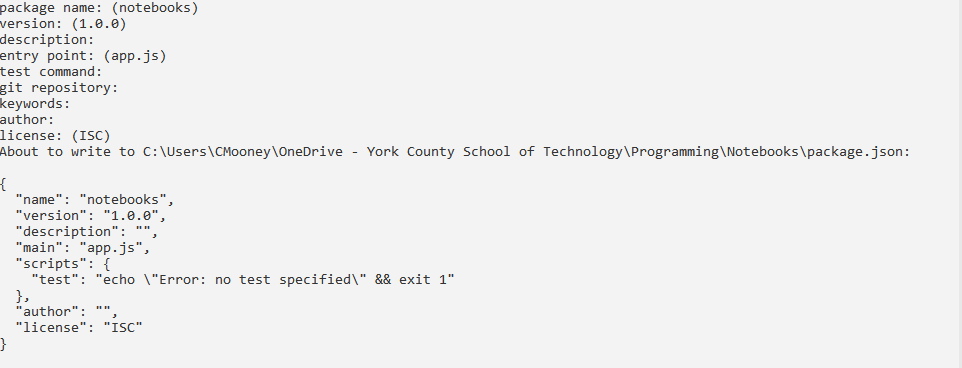 package name: (notebooks)
version: (1.0.0)
description:
entry point: (app.js)
test command:
git repository:
keywords:
author:
license: (ISC)
About to write to C:\Users\CMooney\OneDrive - York County School of Technology\Programming\Notebooks\package.json:

{
  "name": "notebooks",
  "version": "1.0.0",
  "description": "",
  "main": "app.js",
  "scripts": {
    "test": "echo \"Error: no test specified\" && exit 1"
  },
  "author": "",
  "license": "ISC"
}